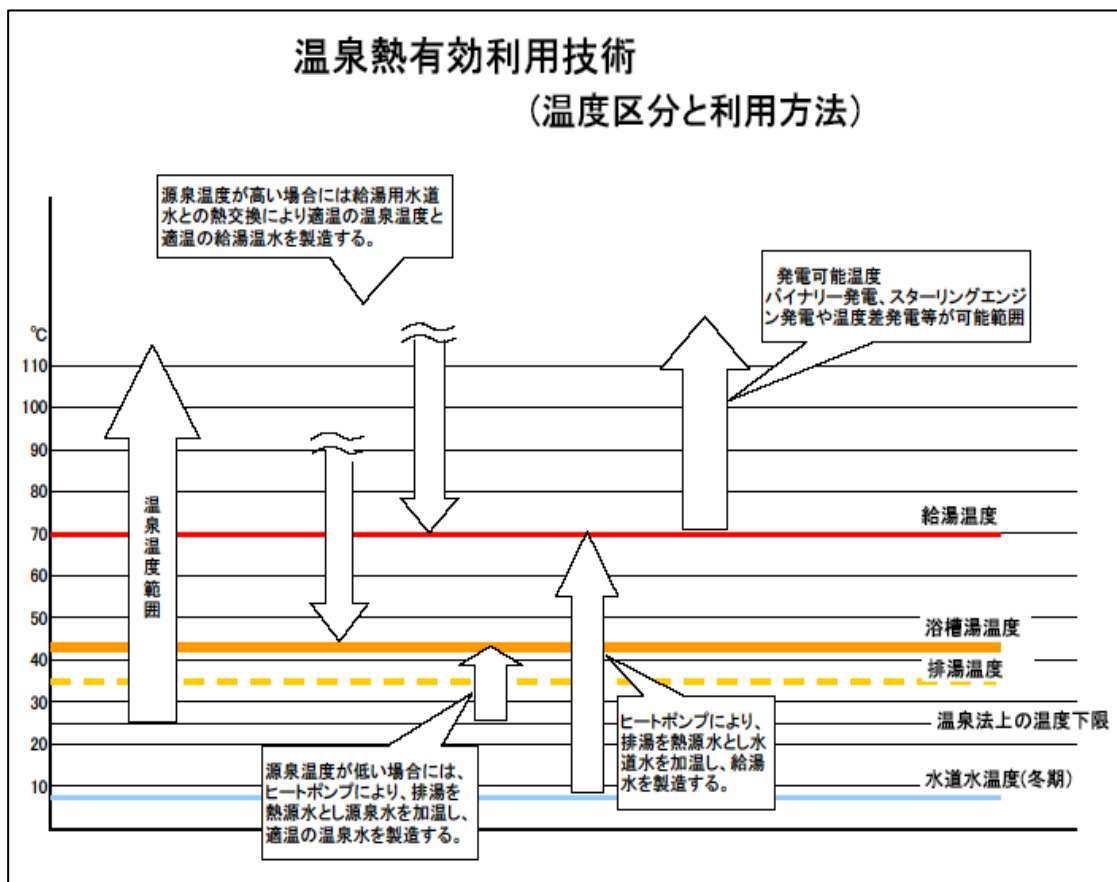 温泉熱有効利用技術
(温度区分と利用方法)
源泉温度が高い場合には給湯用水道
水との熱交換により適温の温泉温度と
適温の給湯温水を製造する。
発電可能温度
バイナリー発電、スターリングエンジ
ン発電や温度差発電等が可能範囲
℃
110
100
90
80
70
60
50
40
30
20
10
温泉温度範囲
給湯温度
浴槽湯温度
排湯温度
温泉法上の温度下限
水道水温度(冬期)
ヒートポンプにより、
排湯を熱源水とし水
道水を加温し、給湯
水を製造する。
源泉温度が低い場合には、
ヒートポンプにより、排湯を
熱源水とし源泉水を加温し、
適温の温泉水を製造する。